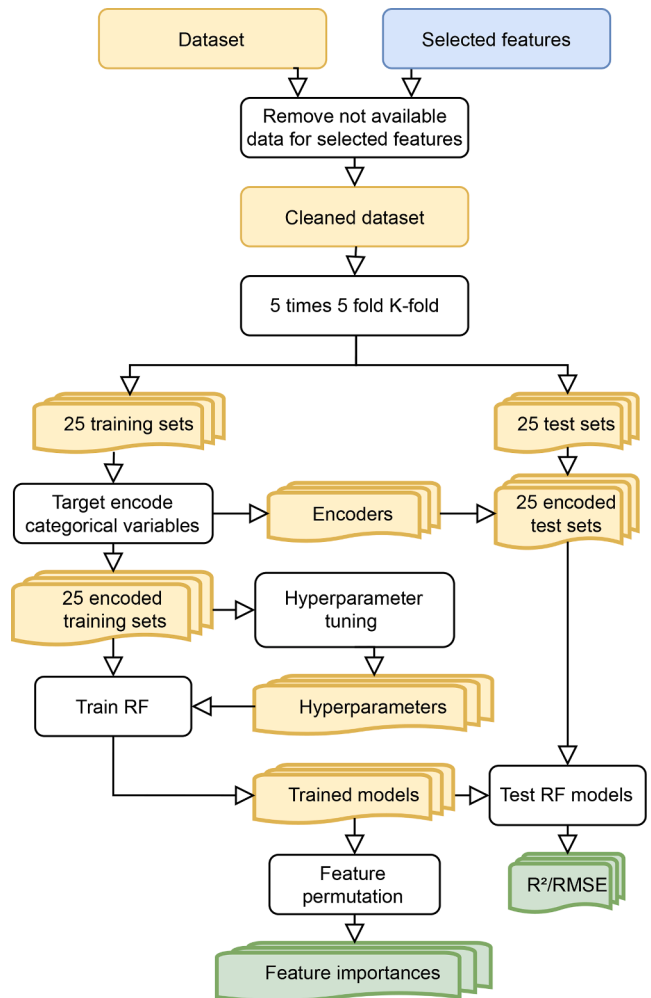 Dataset
Selected features
Remove not available
data for selected features
Cleaned dataset
5 times 5 fold K-fold
25 training sets
25 test sets
Target encode
categorical variables
Encoders
25 encoded
test sets
25 encoded
training sets
Hyperparameter
tuning
Train RF
Hyperparameters
Trained models
Test RF models
Feature
permutation
R²/RMSE
Feature importances